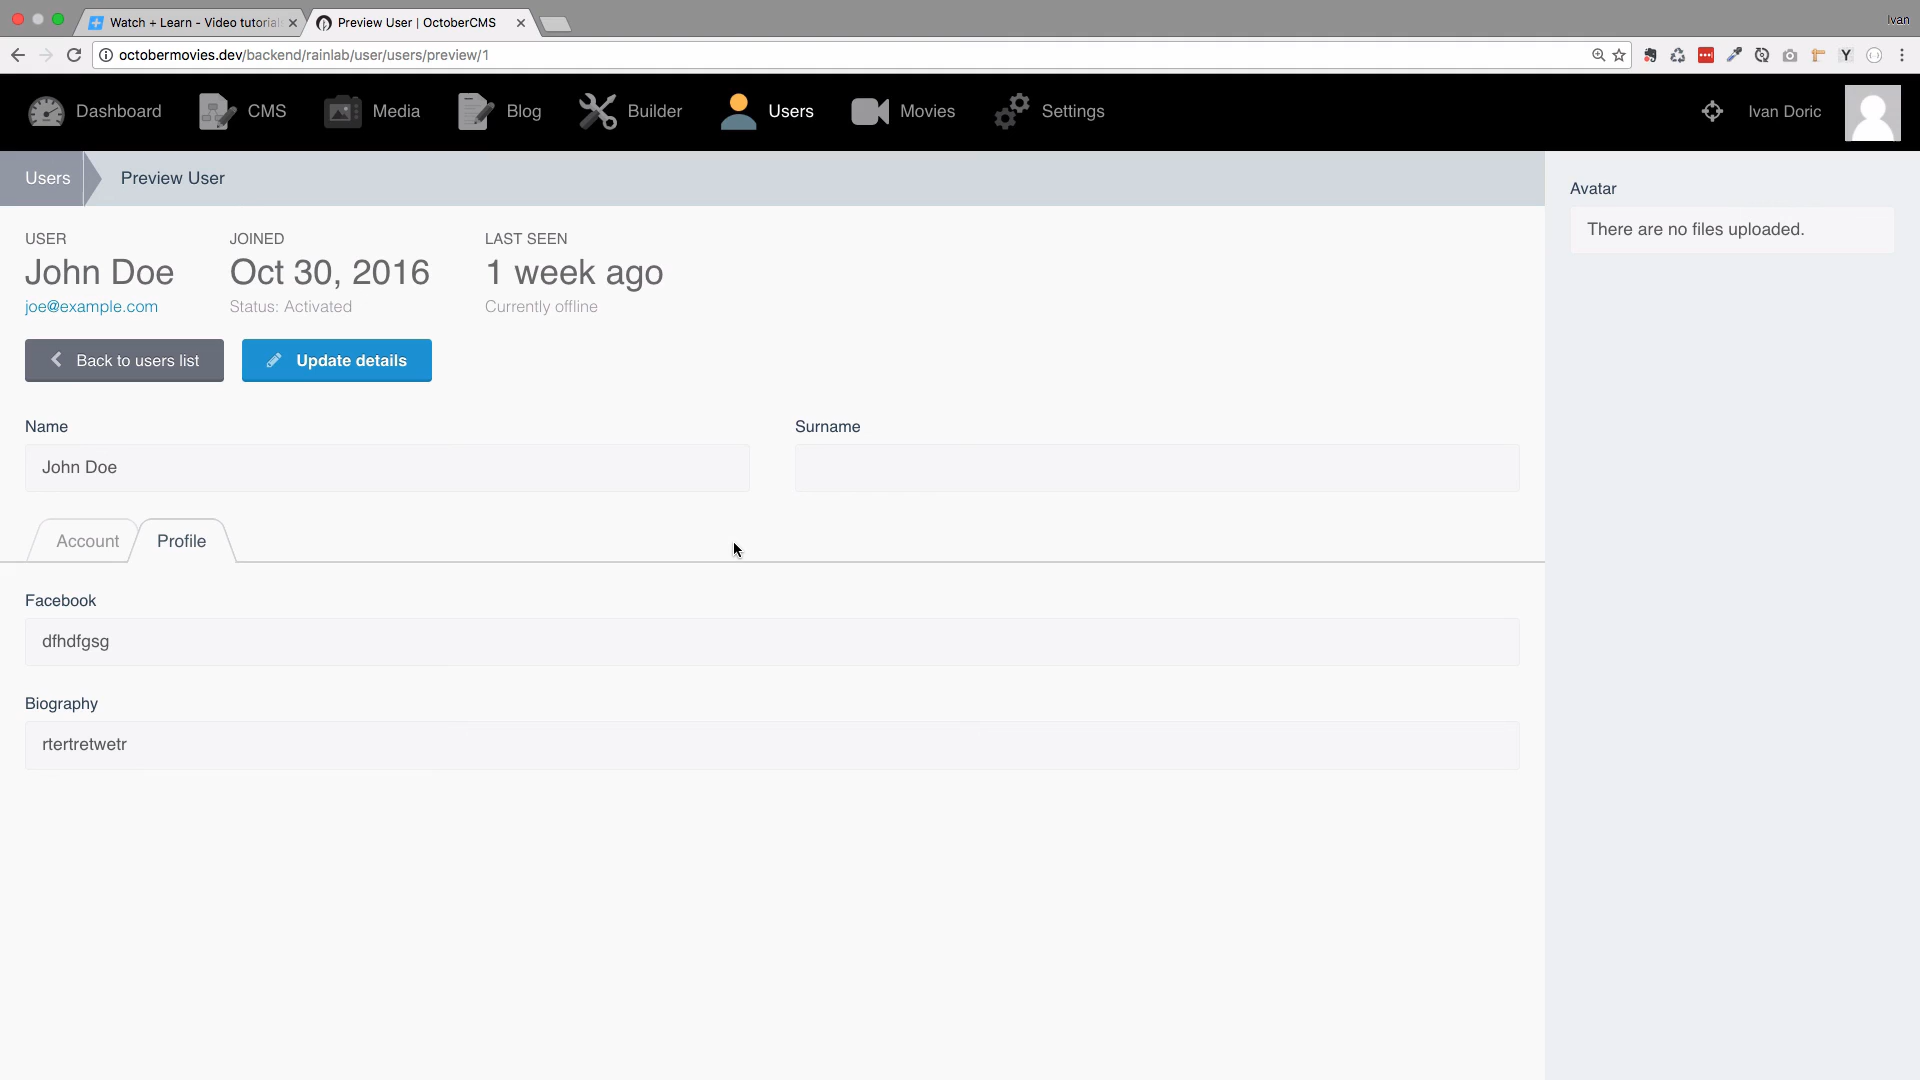 Watch + Learn - Video tutorial
Preview User | OctoberCMS
Ivan
octobermovies.dev/backend/rainlab/user/users/preview/1
Dashboard
CMS
Media
Blog
Builder
Users
Movies
Settings
Ivan Doric
Users
Preview User
Avatar
There are no files uploaded.
USER
John Doe
joe@example.com
JOINED
Oct 30, 2016
Status: Activated
LAST SEEN
1 week ago
Currently offline
Back to users list
Update details
Name
John Doe
Surname
Account
Profile
Facebook
dfhdfgsg
Biography
rtertretwetr